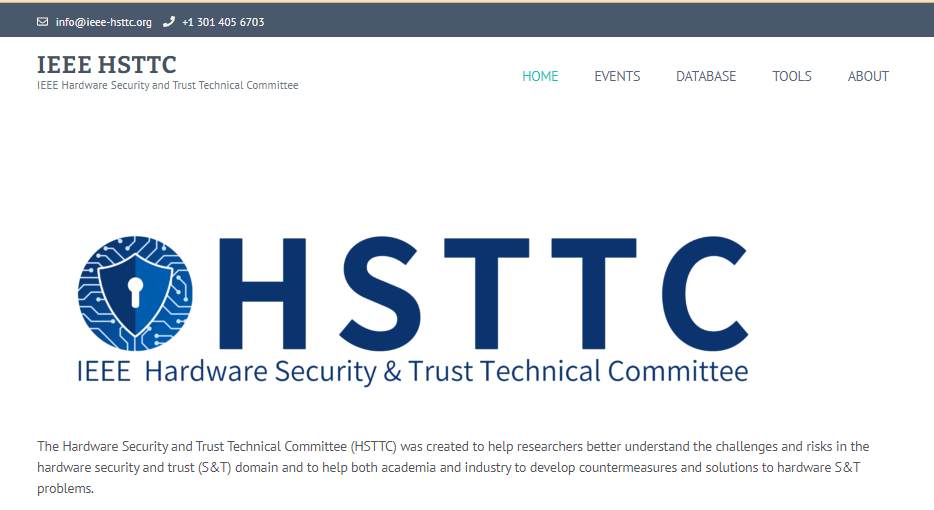 info@ieee-hsttc.org +1 301 405 6703
IEEE HSTTC
IEEE Hardware Security and Trust Technical Committee
HOME EVENTS DATABASE TOOLS ABOUT
HSTTC
IEEE Hardware Security & Trust Technical Committee
The Hardware Security and Trust Technical Committee (HSTTC) was created to help researchers better understand the challenges and risks in the
hardware security and trust (S&T) domain and to help both academia and industry to develop countermeasures and solutions to hardware S&T
problems.